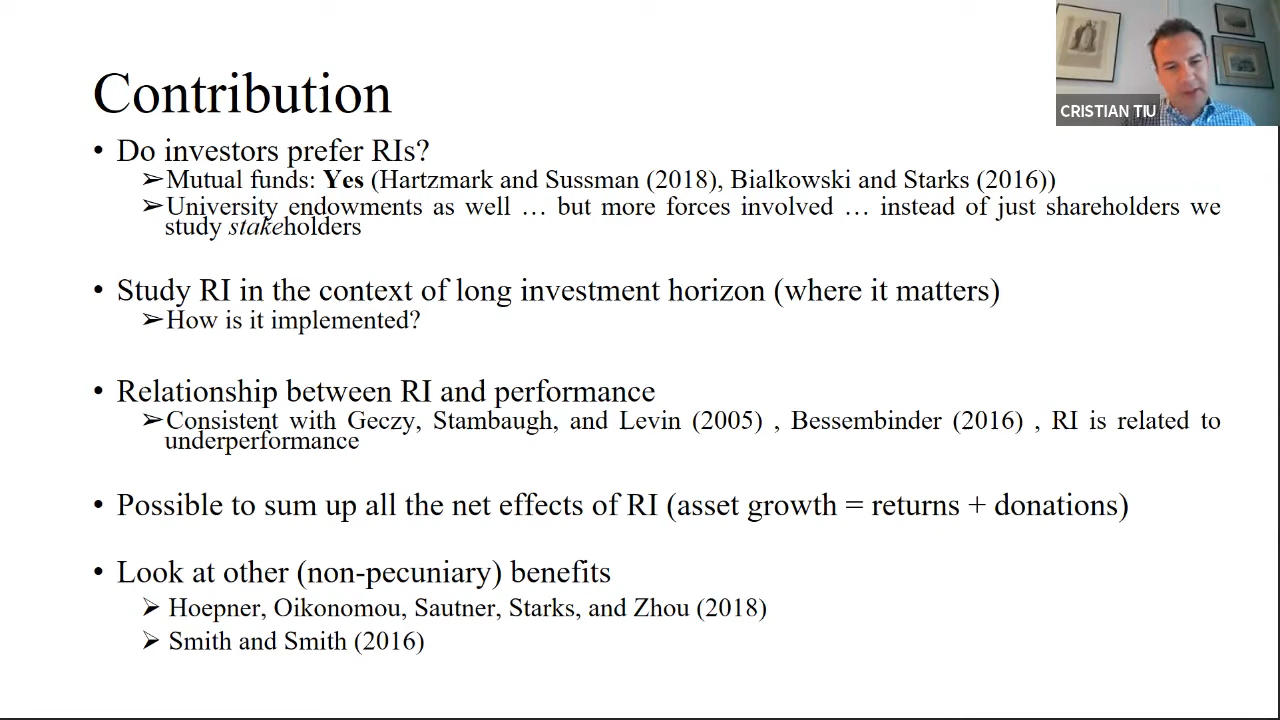 CRISTIAN TIU
Contribution
• Do investors prefer RIs?
➢Mutual funds: Yes (Hartzmark and Sussman (2018), Bialkowski and Starks (2016))
➢University endowments as well … but more forces involved … instead of just shareholders we
study stakeholders
• Study RI in the context of long investment horizon (where it matters)
➢How is it implemented?
• Relationship between RI and performance
➢Consistent with Geczy, Stambaugh, and Levin (2005) , Bessembinder (2016) , RI is related to
underperformance
• Possible to sum up all the net effects of RI (asset growth = returns + donations)
• Look at other (non-pecuniary) benefits
➢ Hoepner, Oikonomou, Sautner, Starks, and Zhou (2018)
➢ Smith and Smith (2016)